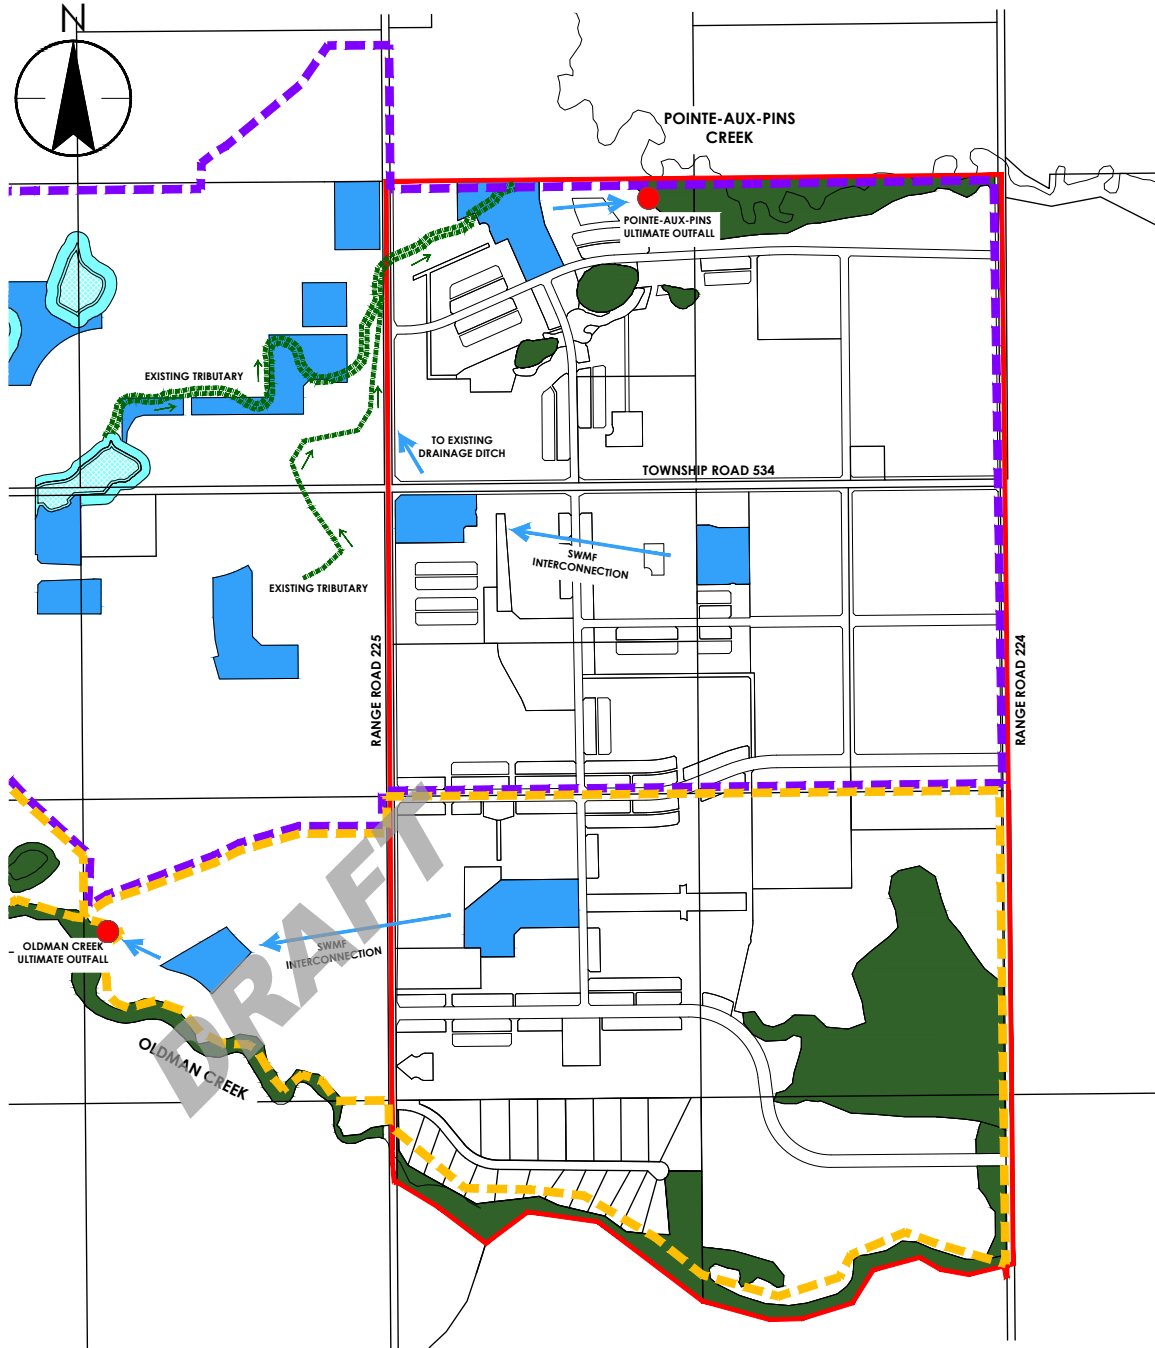 N
POINTE-AUX-PINS
CREEK
POINTE-AUX-PINS
ULTIMATE OUTFALL
EXISTING TRIBUTARY
TO EXISTING
DRAINAGE DITCH
TOWNSHIP ROAD 534
SWMF
INTERCONNECTION
EXISTING TRIBUTARY
RANGE ROAD 225
RANGE ROAD 224
OLDMAN CREEK
ULTIMATE OUTFALL
SWMF
INTERCONNECTION
DRAFT
OLDMAN CREEK